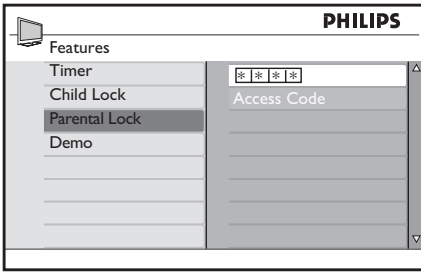 PHILIPS
Features
Timer
Child Lock
Parental Lock
Demo
* * * *
Access Code